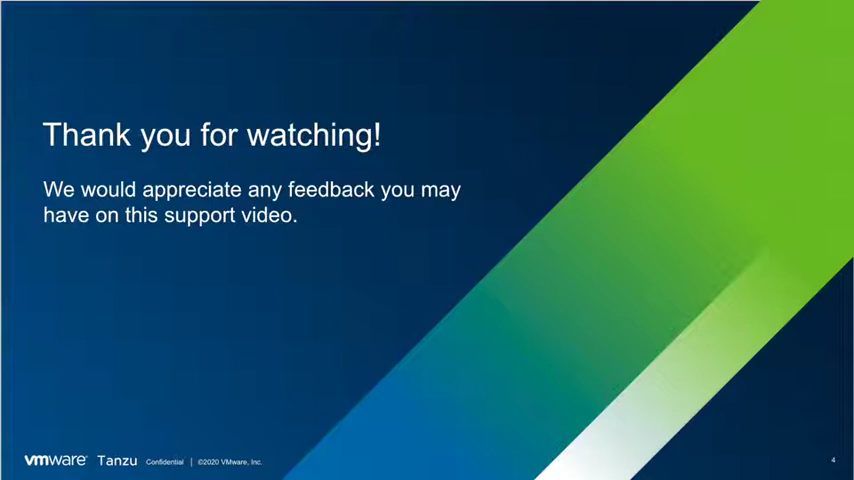 Thank you for watching!
We would appreciate any feedback you may
have on this support video.
vmware® Tanzu Confidential | ©2020 VMware, Inc. 4